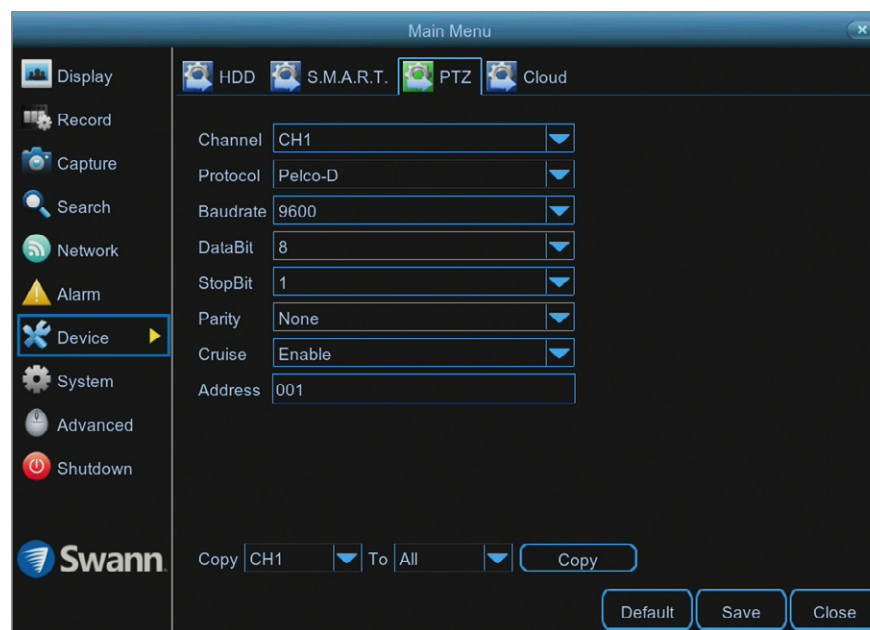 Main Menu
Display
Record
Capture
Search
Network
Alarm
Device
System
Advanced
Shutdown
Swann
HDD S.M.A.R.T. PTZ Cloud
Channel CH1
Protocol Pelco-D
Baudrate 9600
DataBit 8
StopBit 1
Parity None
Cruise Enable
Address 001
Copy CH1 To All Copy
Default Save Close